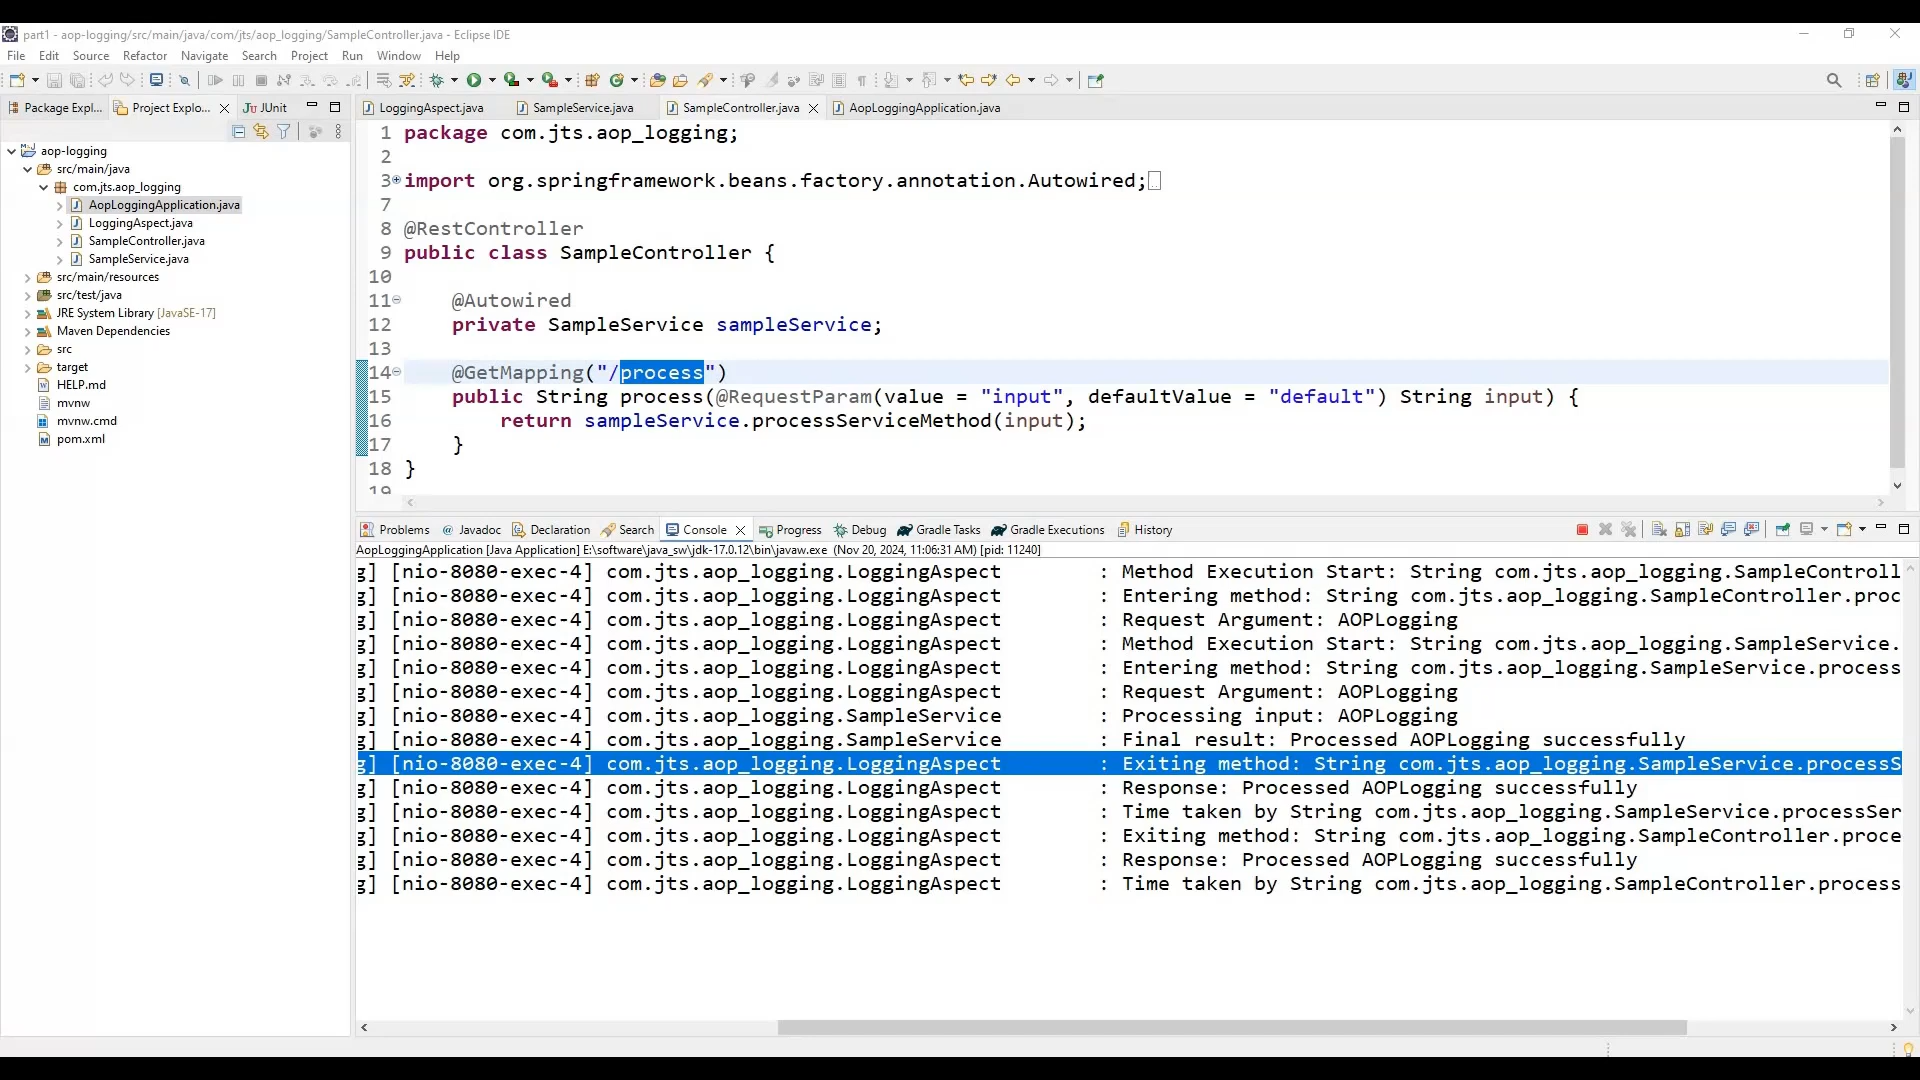 part1 - aop-logging/src/main/java/com/jts/aop_logging/SampleController.java - Eclipse IDE
File Edit Source Refactor Navigate Search Project Run Window Help
Package Expl... Project Explo... JUnit
LoggingAspect.java SampleService.java SampleController.java AopLoggingApplication.java
aop-logging
src/main/java
com.jts.aop_logging
AopLoggingApplication.java
LoggingAspect.java
SampleController.java
SampleService.java
src/main/resources
src/test/java
JRE System Library [JavaSE-17]
Maven Dependencies
src
target
HELP.md
mvnw
mvnw.cmd
pom.xml
1 package com.jts.aop_logging;
2
3 import org.springframework.beans.factory.annotation.Autowired;
7
8 @RestController
9 public class SampleController {
10
11 @Autowired
12 private SampleService sampleService;
13
14 @GetMapping("/process")
15 public String process(@RequestParam(value = "input", defaultValue = "default") String input) {
16 return sampleService.processServiceMethod(input);
17 }
18 }
19
Problems Javadoc Declaration Search Console Progress Debug Gradle Tasks Gradle Executions History
AopLoggingApplication [Java Application] E:\software\java_sw\jdk-17.0.12\bin\javaw.exe (Nov 20, 2024, 11:06:31 AM) [pid: 11240]
g] [nio-8080-exec-4] com.jts.aop_logging.LoggingAspect : Method Execution Start: String com.jts.aop_logging.SampleControll
g] [nio-8080-exec-4] com.jts.aop_logging.LoggingAspect : Entering method: String com.jts.aop_logging.SampleController.proc
g] [nio-8080-exec-4] com.jts.aop_logging.LoggingAspect : Request Argument: AOPLogging
g] [nio-8080-exec-4] com.jts.aop_logging.LoggingAspect : Method Execution Start: String com.jts.aop_logging.SampleService.
g] [nio-8080-exec-4] com.jts.aop_logging.LoggingAspect : Entering method: String com.jts.aop_logging.SampleService.process
g] [nio-8080-exec-4] com.jts.aop_logging.LoggingAspect : Request Argument: AOPLogging
g] [nio-8080-exec-4] com.jts.aop_logging.SampleService : Processing input: AOPLogging
g] [nio-8080-exec-4] com.jts.aop_logging.SampleService : Final result: Processed AOPLogging successfully
g] [nio-8080-exec-4] com.jts.aop_logging.LoggingAspect : Exiting method: String com.jts.aop_logging.SampleService.processS
g] [nio-8080-exec-4] com.jts.aop_logging.LoggingAspect : Response: Processed AOPLogging successfully
g] [nio-8080-exec-4] com.jts.aop_logging.LoggingAspect : Time taken by String com.jts.aop_logging.SampleService.processSer
g] [nio-8080-exec-4] com.jts.aop_logging.LoggingAspect : Exiting method: String com.jts.aop_logging.SampleController.proce
g] [nio-8080-exec-4] com.jts.aop_logging.LoggingAspect : Response: Processed AOPLogging successfully
g] [nio-8080-exec-4] com.jts.aop_logging.LoggingAspect : Time taken by String com.jts.aop_logging.SampleController.process